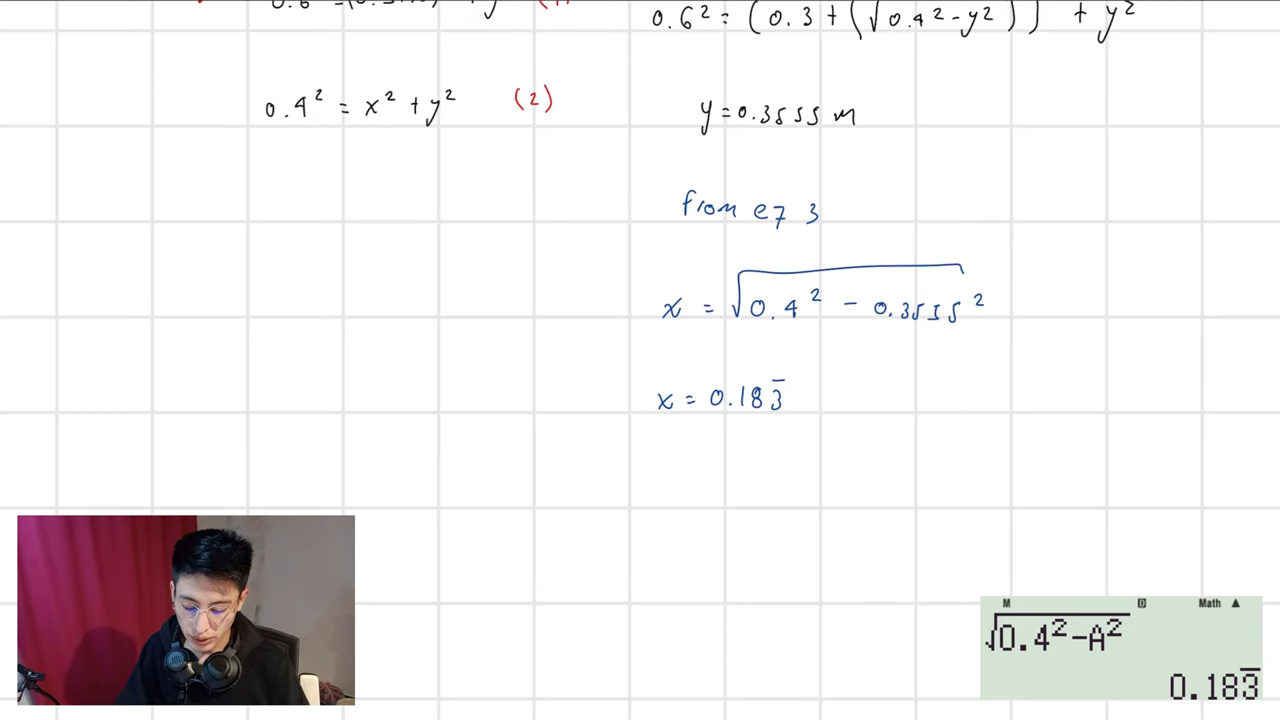 0.6² = (0.3 + (√0.4² - y²)) + y²
0.4² = x² + y² (2)
y = 0.3555 m
from eq 3
x = √0.4² - 0.3555²
x = 0.183̅
M D Math ▲
√0.4²-A²
0.183̅